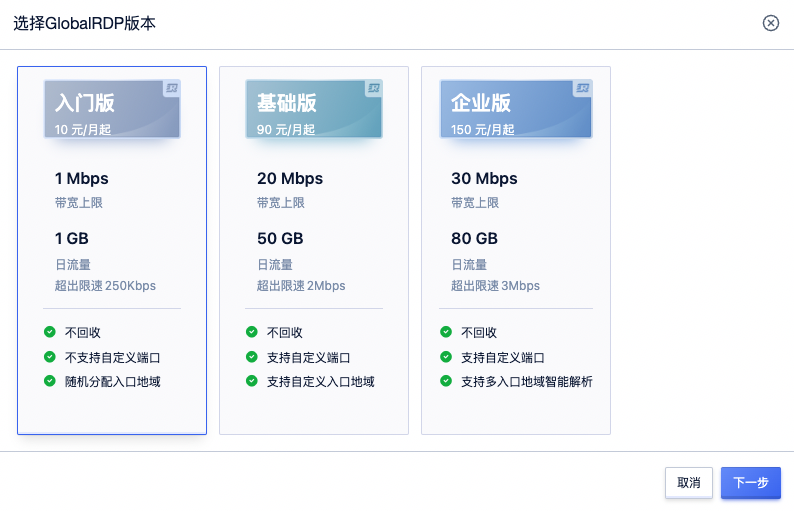 选择GlobalRDP版本
入门版
10 元/月起
1 Mbps
带宽上限
1 GB
日流量
超出限速 250Kbps
不回收
不支持自定义端口
随机分配入口地域
基础版
90 元/月起
20 Mbps
带宽上限
50 GB
日流量
超出限速 2Mbps
不回收
支持自定义端口
支持自定义入口地域
企业版
150 元/月起
30 Mbps
带宽上限
80 GB
日流量
超出限速 3Mbps
不回收
支持自定义端口
支持多入口地域智能解析
取消
下一步